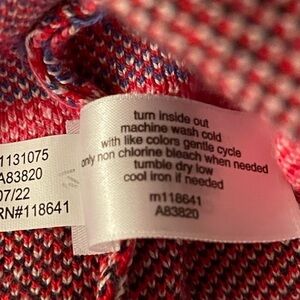 1131075
A83820
07/22
RN#118641
turn inside out
machine wash cold
with like colors gentle cycle
only non chlorine bleach when needed
tumble dry low
cool iron if needed
rn118641
A83820